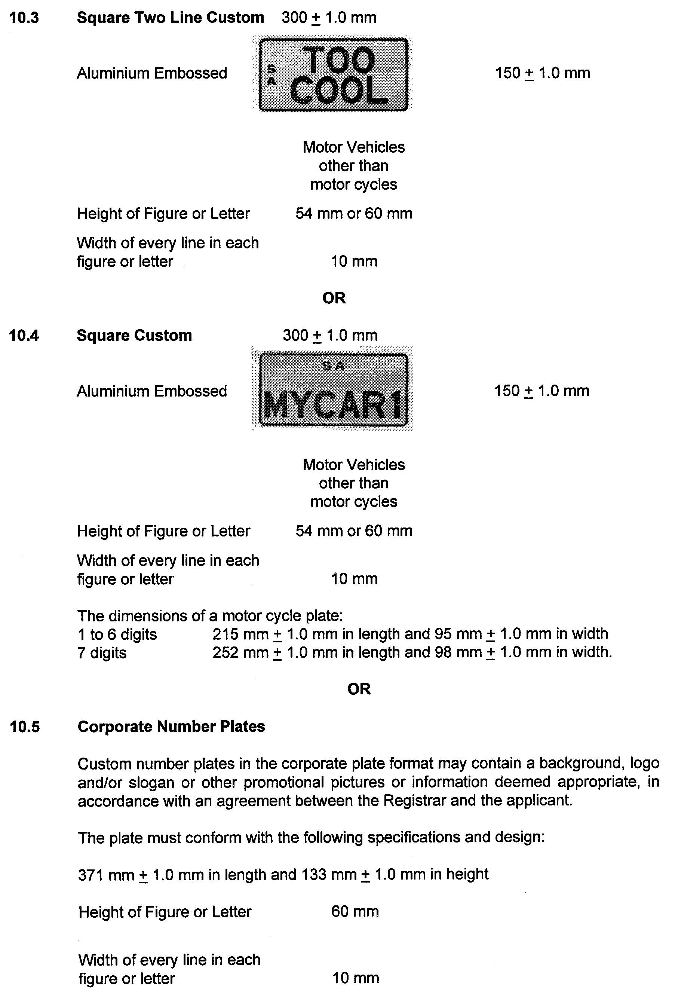 10.3 Square Two Line Custom 300 ± 1.0 mm
TOO
Aluminium Embossed S 150 ± 1.0 mm
A COOL
Motor Vehicles
other than
motor cycles
Height of Figure or Letter 54 mm or 60 mm
Width of every line in each
figure or letter 10 mm
OR
10.4 Square Custom 300 ± 1.0 mm
SA
Aluminium Embossed MYCAR1 150 ± 1.0 mm
Motor Vehicles
other than
motor cycles
Height of Figure or Letter 54 mm or 60 mm
Width of every line in each
figure or letter 10 mm
The dimensions of a motor cycle plate:
1 to 6 digits 215 mm ± 1.0 mm in length and 95 mm ± 1.0 mm in width
7 digits 252 mm ± 1.0 mm in length and 98 mm ± 1.0 mm in width.
OR
10.5 Corporate Number Plates
Custom number plates in the corporate plate format may contain a background, logo
and/or slogan or other promotional pictures or information deemed appropriate, in
accordance with an agreement between the Registrar and the applicant.
The plate must conform with the following specifications and design:
371 mm ± 1.0 mm in length and 133 mm ± 1.0 mm in height
Height of Figure or Letter 60 mm
Width of every line in each
figure or letter 10 mm